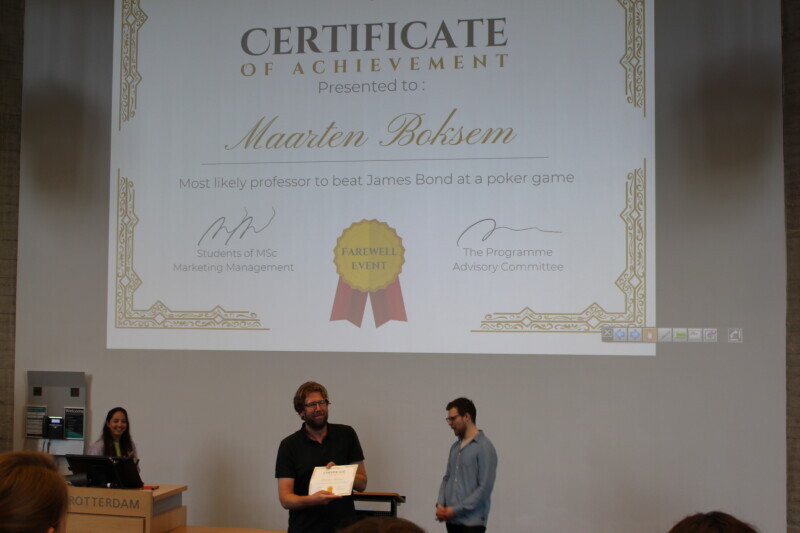 CERTIFICATE
OF ACHIEVEMENT
Presented to :
Maarten Boksem
Most likely professor to beat James Bond at a poker game
Students of MSc
Marketing Management
FAREWELL
EVENT
The Programme
Advisory Committee
ROTTERDAM